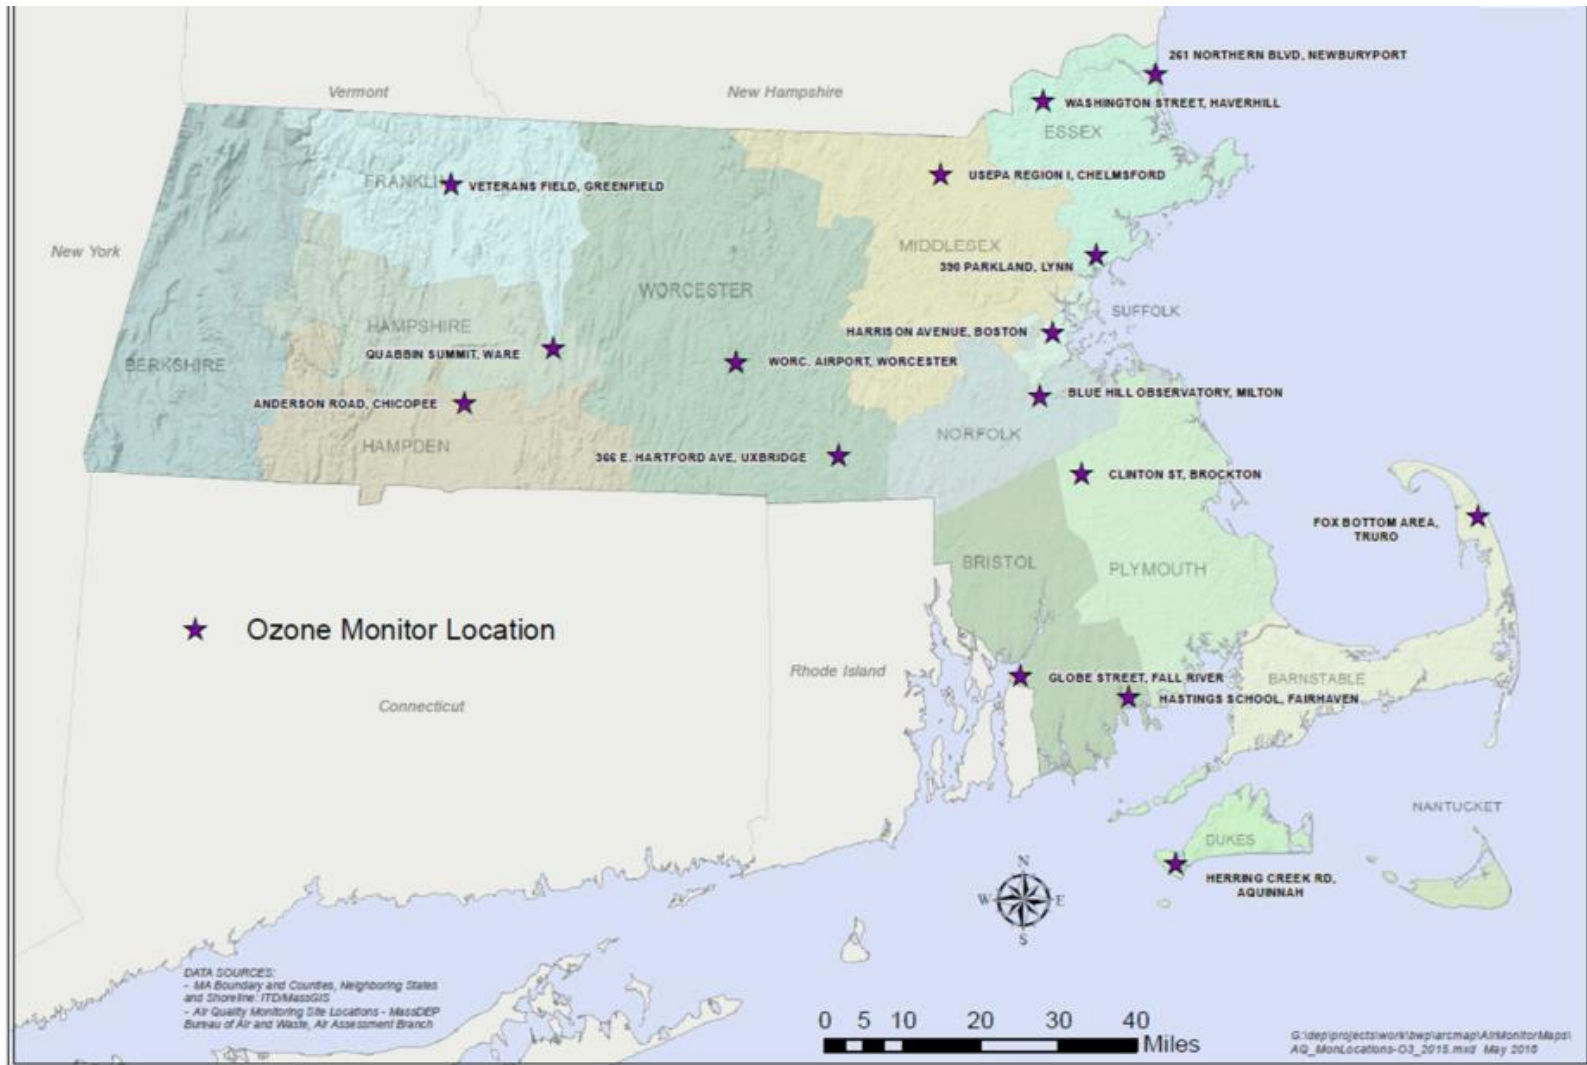 261 NORTHERN BLVD, NEWBURYPORT
Vermont
New Hampshire
WASHINGTON STREET, HAVERHILL
ESSEX
USEPA REGION I, CHELMSFORD
FRANKLIN
VETERANS FIELD, GREENFIELD
New York
MIDDLESEX
390 PARKLAND, LYNN
WORCESTER
SUFFOLK
HAMPSHIRE
HARRISON AVENUE, BOSTON
QUABBIN SUMMIT, WARE
BERKSHIRE
WORC. AIRPORT, WORCESTER
BLUE HILL OBSERVATORY, MILTON
ANDERSON ROAD, CHICOPEE
HAMPDEN
NORFOLK
366 E. HARTFORD AVE, UXBRIDGE
CLINTON ST, BROCKTON
FOX BOTTOM AREA,
TRURO
BRISTOL
PLYMOUTH
Ozone Monitor Location
Rhode Island
GLOBE STREET, FALL RIVER
BARNSTABLE
HASTINGS SCHOOL, FAIRHAVEN
Connecticut
NANTUCKET
DUKES
HERRING CREEK RD,
AQUINNAH
N
W E
S
DATA SOURCES:
- MA Boundary and Counties, Neighboring States
and Shoreline: ITD/MassGIS
- Air Quality Monitoring Site Locations - MassDEP
Bureau of Air and Waste, Air Assessment Branch
0 5 10 20 30 40
Miles
G:\dep\projects\work\bwp\arcmap\AirMonitorMaps\
AQ_MonLocations-O3_2015.mxd May 2016